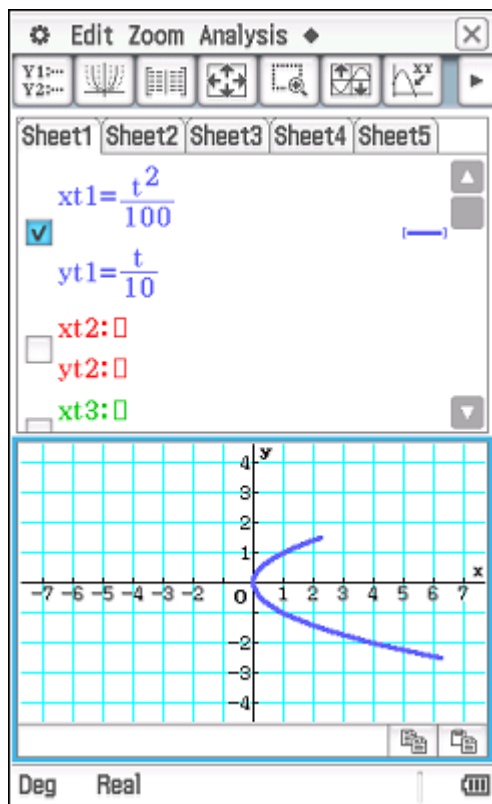 Edit Zoom Analysis ◆
Y1:…
Y2:…
XY
Sheet1 Sheet2 Sheet3 Sheet4 Sheet5
xt1=t²/100
yt1=t/10
xt2:▯
yt2:▯
xt3:▯
y
4
3
2
1
x
-7 -6 -5 -4 -3 -2 O 1 2 3 4 5 6 7
-2
-3
-4
Deg Real